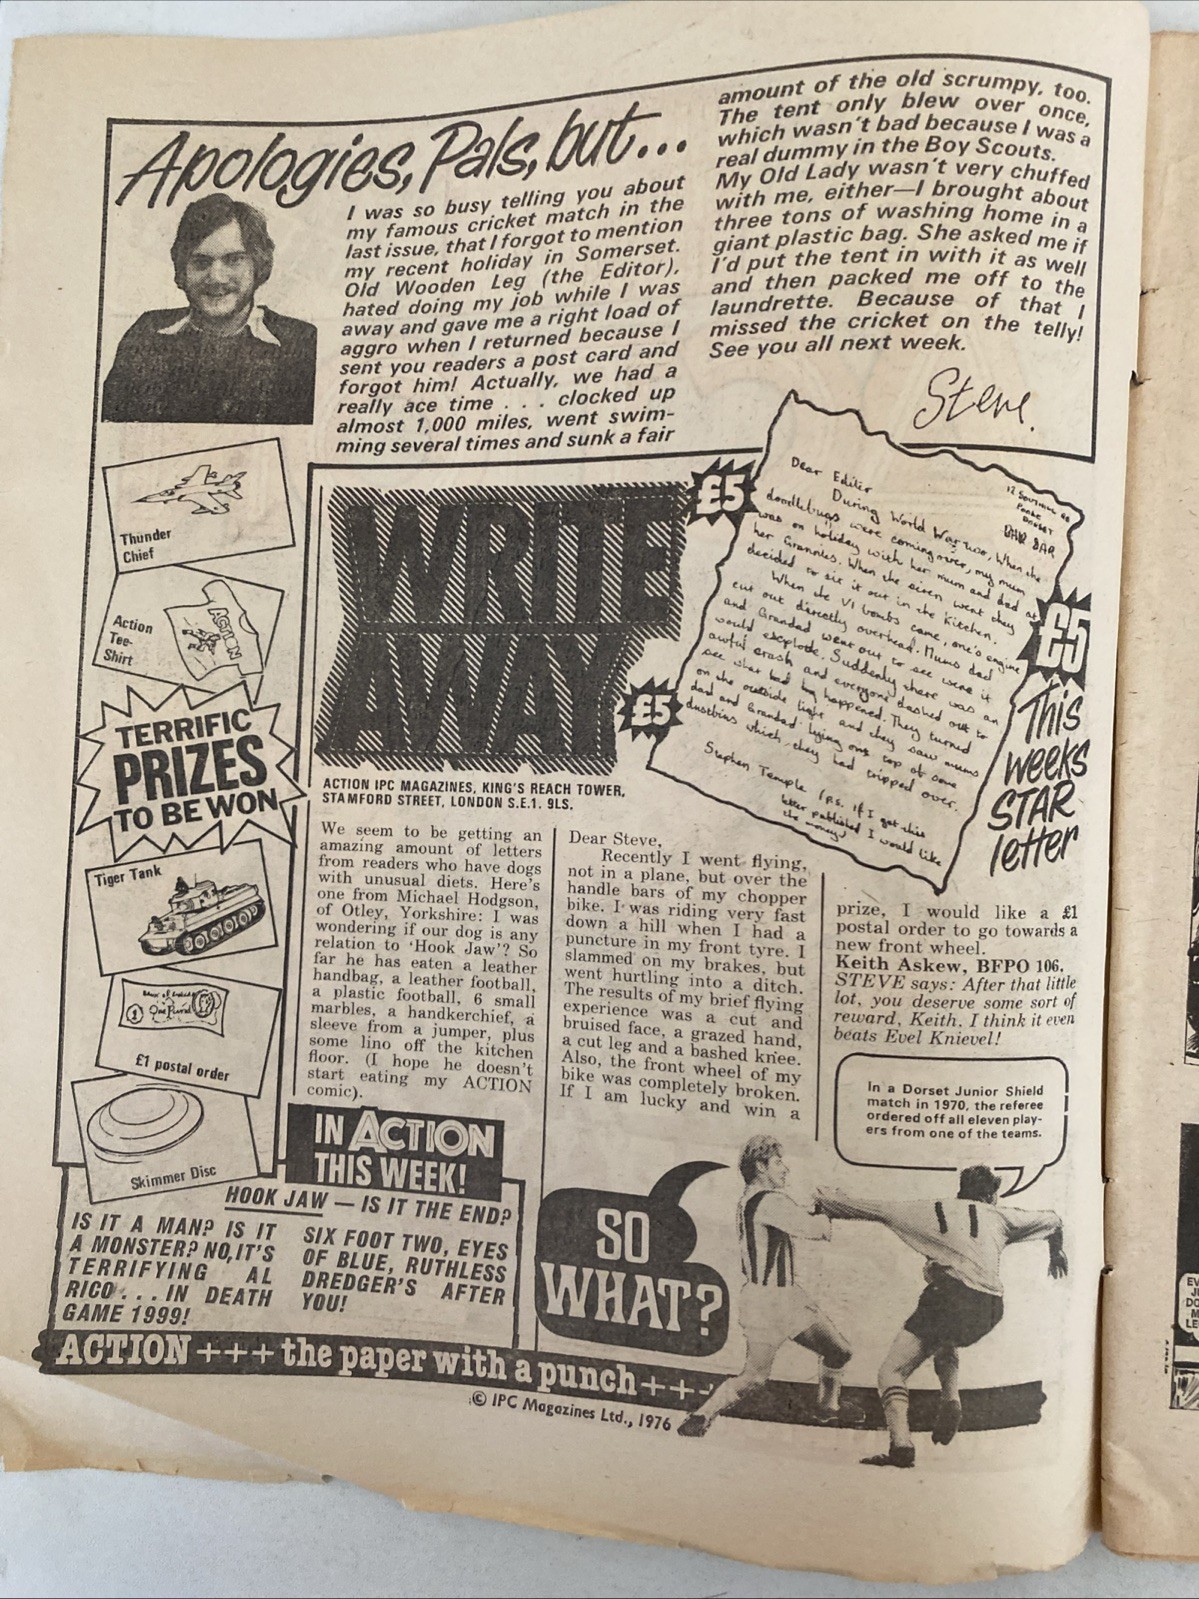 Apologies, Pals, but...
I was so busy telling you about
my famous cricket match in the
last issue, that I forgot to mention
my recent holiday in Somerset.
Old Wooden Leg (the Editor),
hated doing my job while I was
away and gave me a right load of
aggro when I returned because I
sent you readers a post card and
forgot him! Actually, we had a
really ace time . . . clocked up
almost 1,000 miles, went swim-
ming several times and sunk a fair
amount of the old scrumpy, too.
The tent only blew over once,
which wasn't bad because I was a
real dummy in the Boy Scouts.
My Old Lady wasn't very chuffed
with me, either—I brought about
three tons of washing home in a
giant plastic bag. She asked me if
I'd put the tent in with it as well
and then packed me off to the
laundrette. Because of that I
missed the cricket on the telly!
See you all next week.
Steve.
Thunder
Chief
Action
Tee-
Shirt
ACTION
TERRIFIC
PRIZES
TO BE WON
Tiger Tank
One Pound
£1 postal order
Skimmer Disc
WRITE
AWAY
£5
£5
£5
ACTION IPC MAGAZINES, KING'S REACH TOWER,
STAMFORD STREET, LONDON S.E.1. 9LS.
Poole
Dorset
Dear Editor
During World War two, When the
doodlebugs were coming over, my mum
was on holiday with her mum and dad at
her Grannies. When the siren went they
decided to sit it out in the kitchen.
When the V1 bombs came, one's engine
cut out directly overhead. Mums dad
and Grandad went out to see were it
would explode. Suddenly there was an
awful crash and everyone dashed out to
see what had happened. They turned
on the outside light and they saw mums
dad and Grandad lying on top of some
dustbins which they had tripped over.
Stephen Temple (P.S. if I get this
letter published I would like
the money)
This
weeks
STAR
letter
We seem to be getting an
amazing amount of letters
from readers who have dogs
with unusual diets. Here's
one from Michael Hodgson,
of Otley, Yorkshire: I was
wondering if our dog is any
relation to 'Hook Jaw'? So
far he has eaten a leather
handbag, a leather football,
a plastic football, 6 small
marbles, a handkerchief, a
sleeve from a jumper, plus
some lino off the kitchen
floor. (I hope he doesn't
start eating my ACTION
comic).
Dear Steve,
Recently I went flying,
not in a plane, but over the
handle bars of my chopper
bike. I was riding very fast
down a hill when I had a
puncture in my front tyre. I
slammed on my brakes, but
went hurtling into a ditch.
The results of my brief flying
experience was a cut and
bruised face, a grazed hand,
a cut leg and a bashed knee.
Also, the front wheel of my
bike was completely broken.
If I am lucky and win a
prize, I would like a £1
postal order to go towards a
new front wheel.
Keith Askew, BFPO 106.
STEVE says: After that little
lot, you deserve some sort of
reward, Keith. I think it even
beats Evel Knievel!
IN ACTION
THIS WEEK!
HOOK JAW — IS IT THE END?
IS IT A MAN? IS IT
A MONSTER? NO, IT'S
TERRIFYING AL
RICO . . . IN DEATH
GAME 1999!
SIX FOOT TWO, EYES
OF BLUE, RUTHLESS
DREDGER'S AFTER
YOU!
SO
WHAT?
In a Dorset Junior Shield
match in 1970, the referee
ordered off all eleven play-
ers from one of the teams.
11
ACTION +++ the paper with a punch ++
© IPC Magazines Ltd., 1976